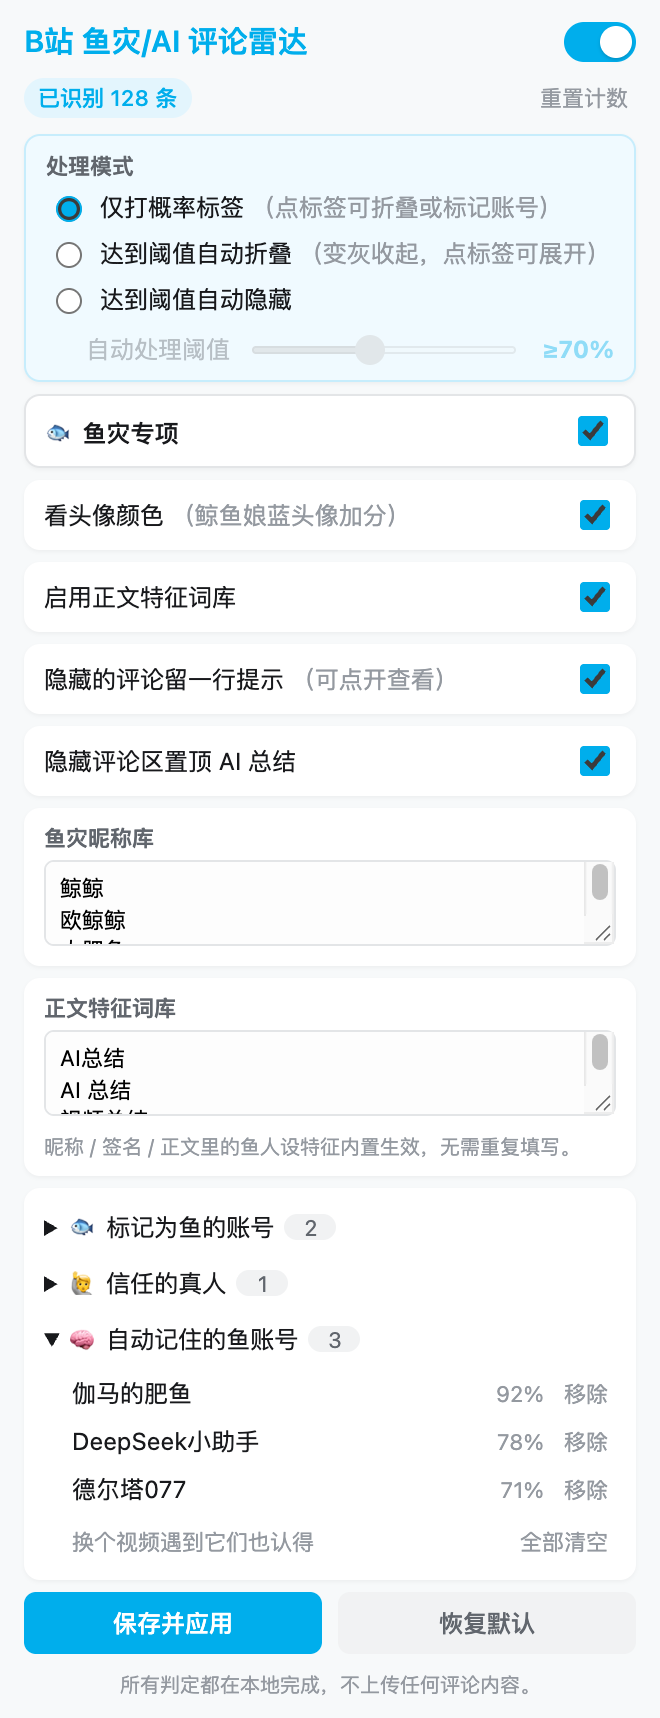 B站 鱼灾/AI 评论雷达
已识别 128 条
重置计数
处理模式
仅打概率标签 （点标签可折叠或标记账号）
达到阈值自动折叠 （变灰收起，点标签可展开）
达到阈值自动隐藏
自动处理阈值 ≥70%
🐟 鱼灾专项
看头像颜色 （鲸鱼娘蓝头像加分）
启用正文特征词库
隐藏的评论留一行提示 （可点开查看）
隐藏评论区置顶 AI 总结
鱼灾昵称库
鲸鲸
欧鲸鲸
正文特征词库
AI总结
AI 总结
昵称 / 签名 / 正文里的鱼人设特征内置生效，无需重复填写。
▶ 🐟 标记为鱼的账号 2
▶ 🙋 信任的真人 1
▼ 🧠 自动记住的鱼账号 3
伽马的肥鱼 92% 移除
DeepSeek小助手 78% 移除
德尔塔077 71% 移除
换个视频遇到它们也认得 全部清空
保存并应用
恢复默认
所有判定都在本地完成，不上传任何评论内容。